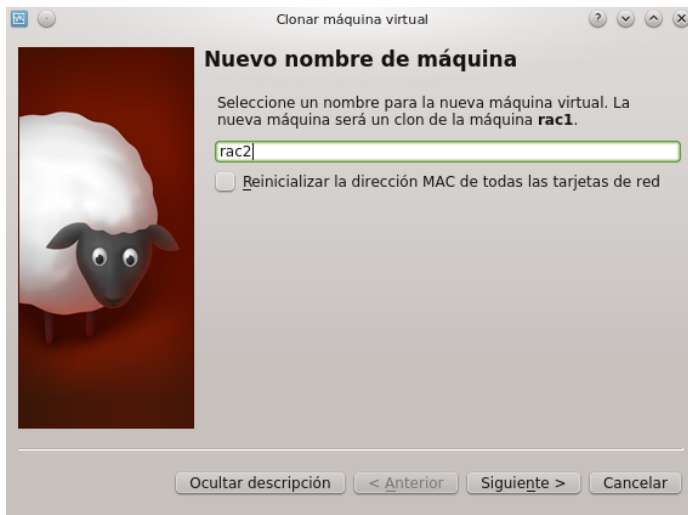 Clonar máquina virtual
Nuevo nombre de máquina
Seleccione un nombre para la nueva máquina virtual. La
nueva máquina será un clon de la máquina rac1.
rac2
Reinicializar la dirección MAC de todas las tarjetas de red
Ocultar descripción
< Anterior
Siguiente >
Cancelar